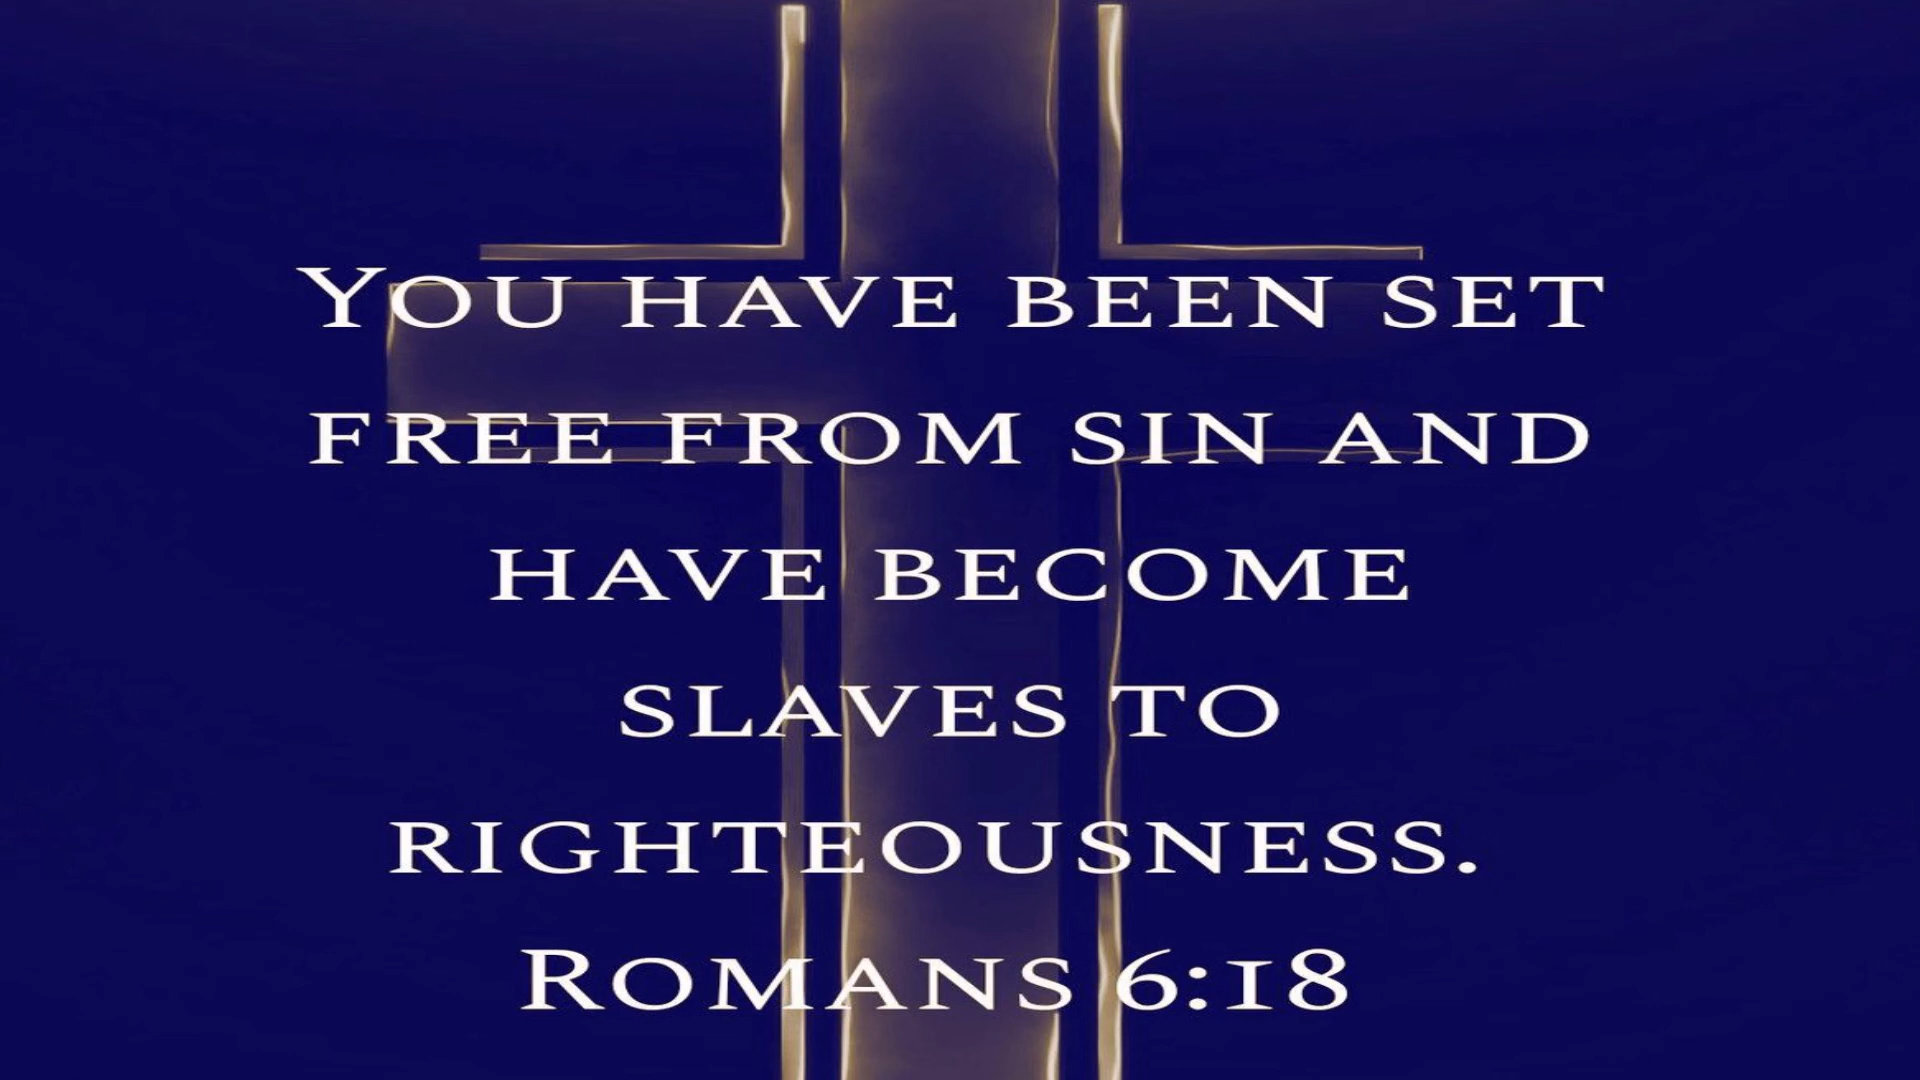 You have been set
free from sin and
have become
slaves to
righteousness.
Romans 6:18